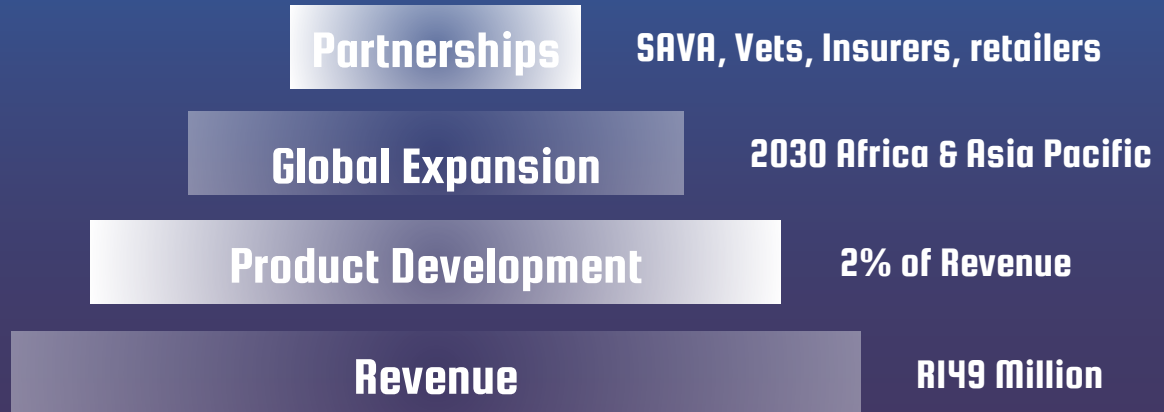 Partnerships SAVA, Vets, Insurers, retailers
Global Expansion 2030 Africa & Asia Pacific
Product Development 2% of Revenue
Revenue R149 Million